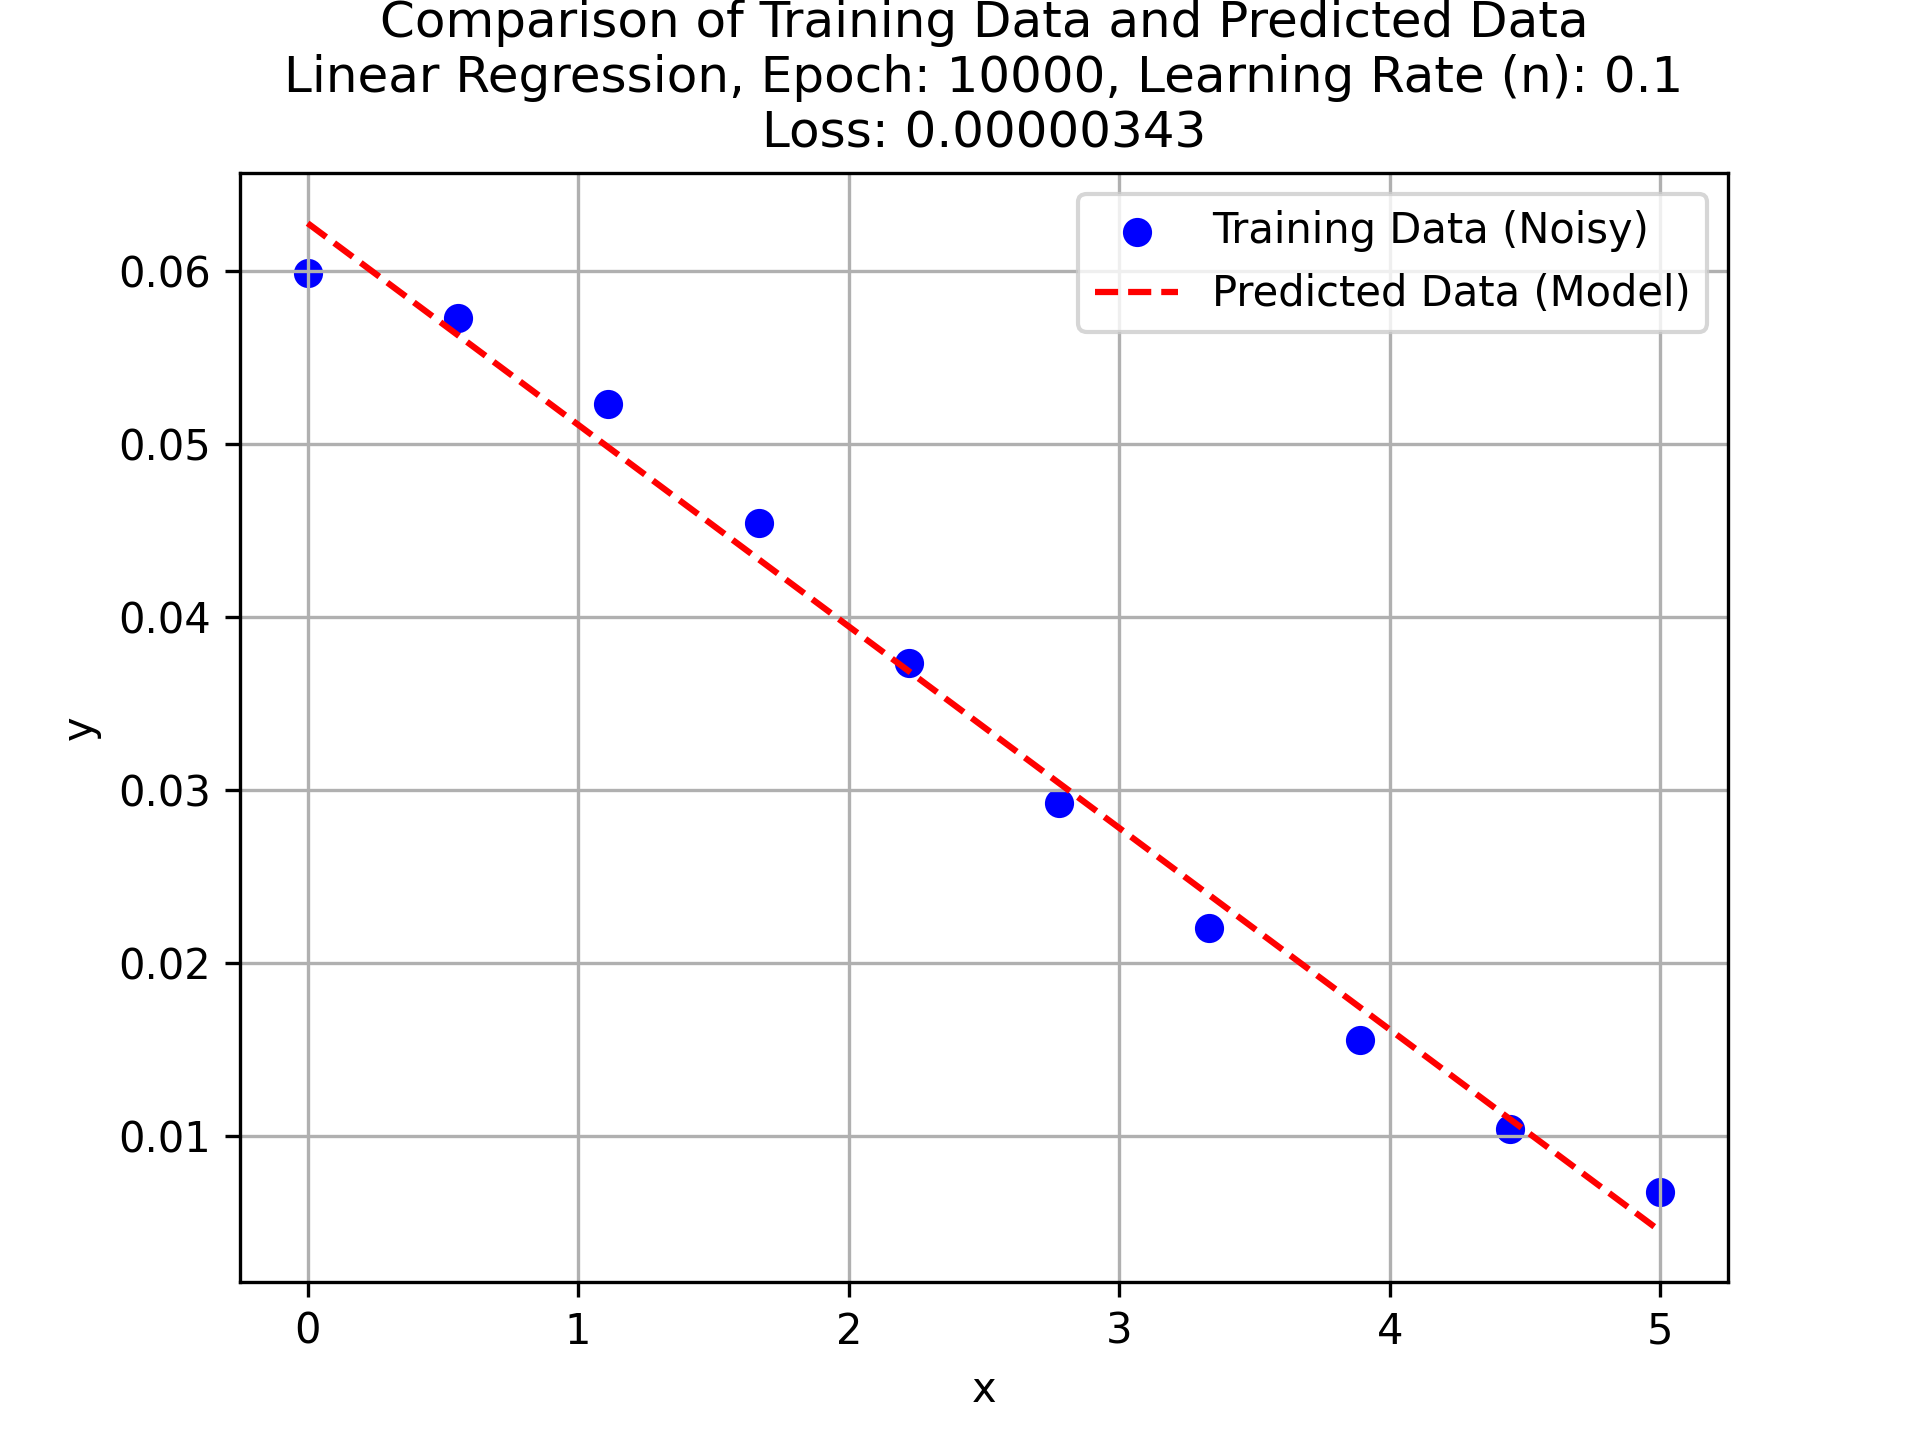 Comparison of Training Data and Predicted Data
Linear Regression, Epoch: 10000, Learning Rate (n): 0.1
Loss: 0.00000343
Training Data (Noisy)
Predicted Data (Model)
0.06
0.05
0.04
0.03
0.02
0.01
y
0 1 2 3 4 5
x